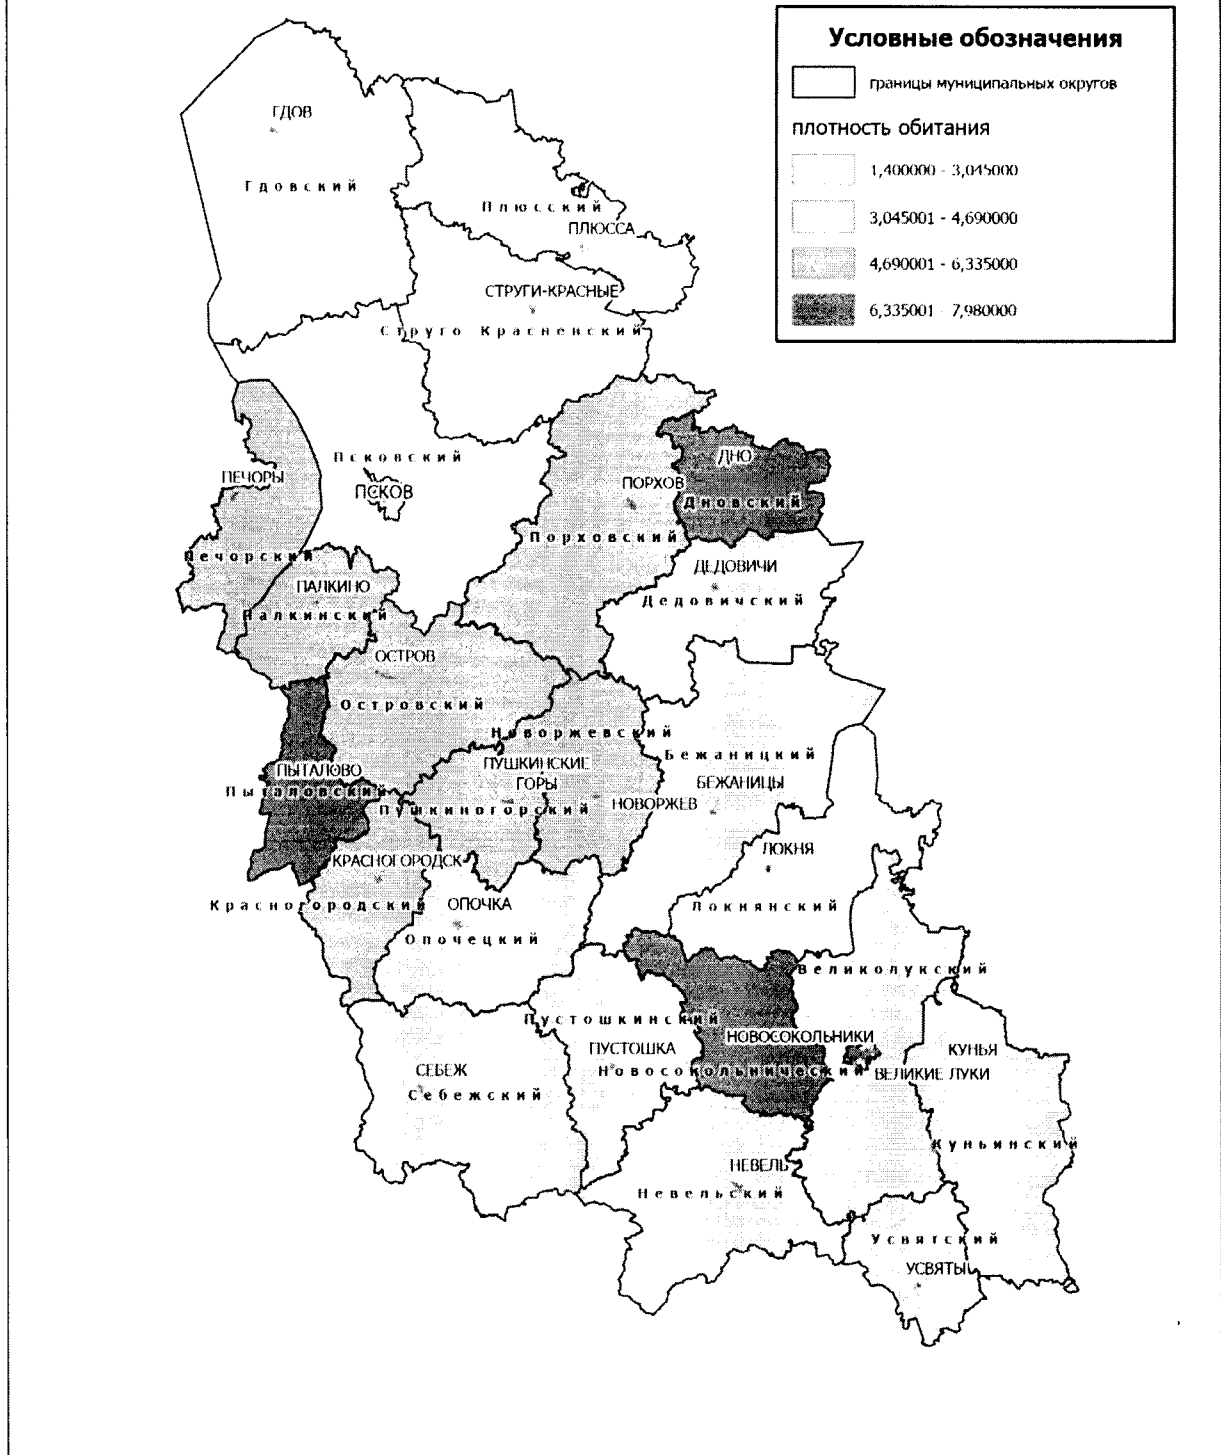 Условные обозначения
границы муниципальных округов
плотность обитания
1,400000 - 3,045000
3,045001 - 4,690000
4,690001 - 6,335000
6,335001 - 7,980000
ГДОВ
Гдовский
Плюсский
ПЛЮССА
СТРУГИ-КРАСНЫЕ
Струго Красненский
Псковский
ПСКОВ
ПЕЧОРЫ
Печорский
ДНО
Дновский
ПОРХОВ
Порховский
ДЕДОВИЧИ
Дедовичский
ПАЛКИНО
Палкинский
ОСТРОВ
Островский
Новоржевский
ПУШКИНСКИЕ
ГОРЫ
Пушкиногорский
НОВОРЖЕВ
Бежаницкий
БЕЖАНИЦЫ
ПЫТАЛОВО
Пыталовский
КРАСНОГОРОДСК
Красногородский
ОПОЧКА
Опочецкий
ЛОКНЯ
Локнянский
Великолукский
Пустошкинский
ПУСТОШКА
НОВОСОКОЛЬНИКИ
Новосокольнический
ВЕЛИКИЕ ЛУКИ
КУНЬЯ
Куньинский
СЕБЕЖ
Себежский
НЕВЕЛЬ
Невельский
Усвятский
УСВЯТЫ